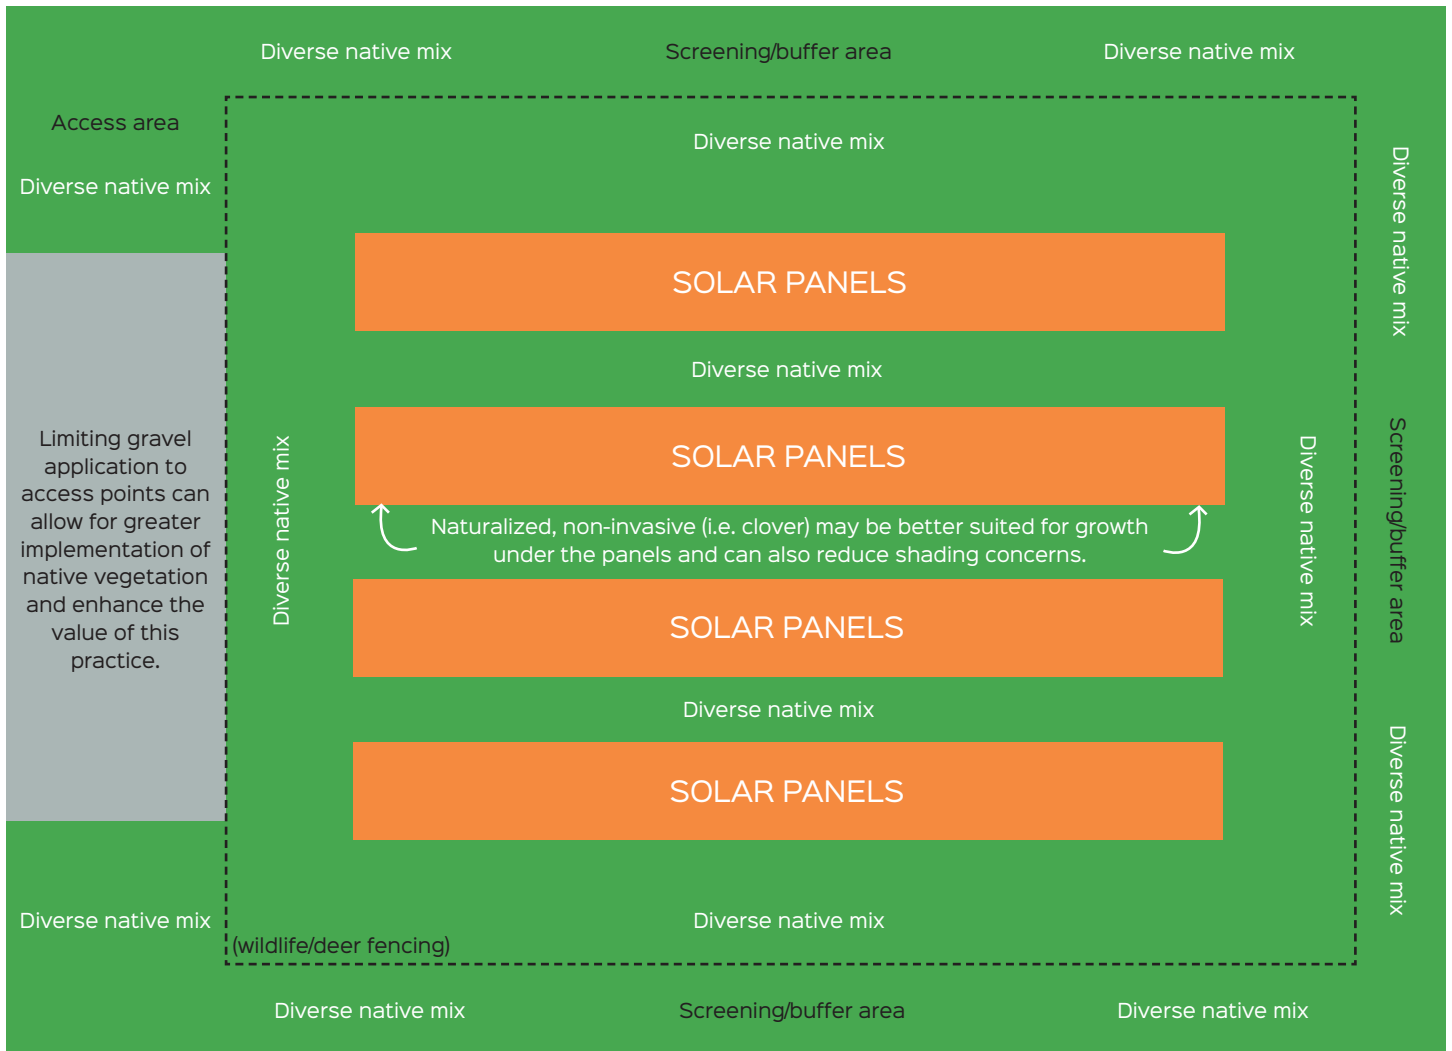 Diverse native mix
Screening/buffer area
Diverse native mix
Access area
Diverse native mix
Diverse native mix
Diverse native mix
SOLAR PANELS
Diverse native mix
SOLAR PANELS
Limiting gravel
application to
access points can
allow for greater
implementation of
native vegetation
and enhance the
value of this
practice.
Diverse native mix
Naturalized, non-invasive (i.e. clover) may be better suited for growth
under the panels and can also reduce shading concerns.
Diverse native mix
Screening/buffer area
SOLAR PANELS
Diverse native mix
SOLAR PANELS
Diverse native mix
Diverse native mix
Diverse native mix
(wildlife/deer fencing)
Diverse native mix
Screening/buffer area
Diverse native mix